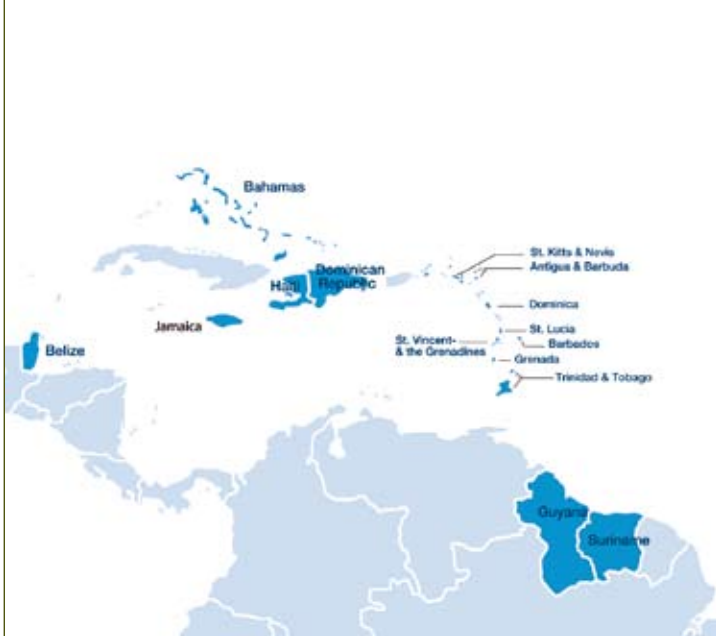 Bahamas
St. Kitts & Nevis
Antigua & Barbuda
Dominican
Republic
Haiti
Dominica
Jamaica
St. Lucia
St. Vincent-
& the Grenadines
Barbados
Belize
Grenada
Trinidad & Tobago
Guyana
Suriname